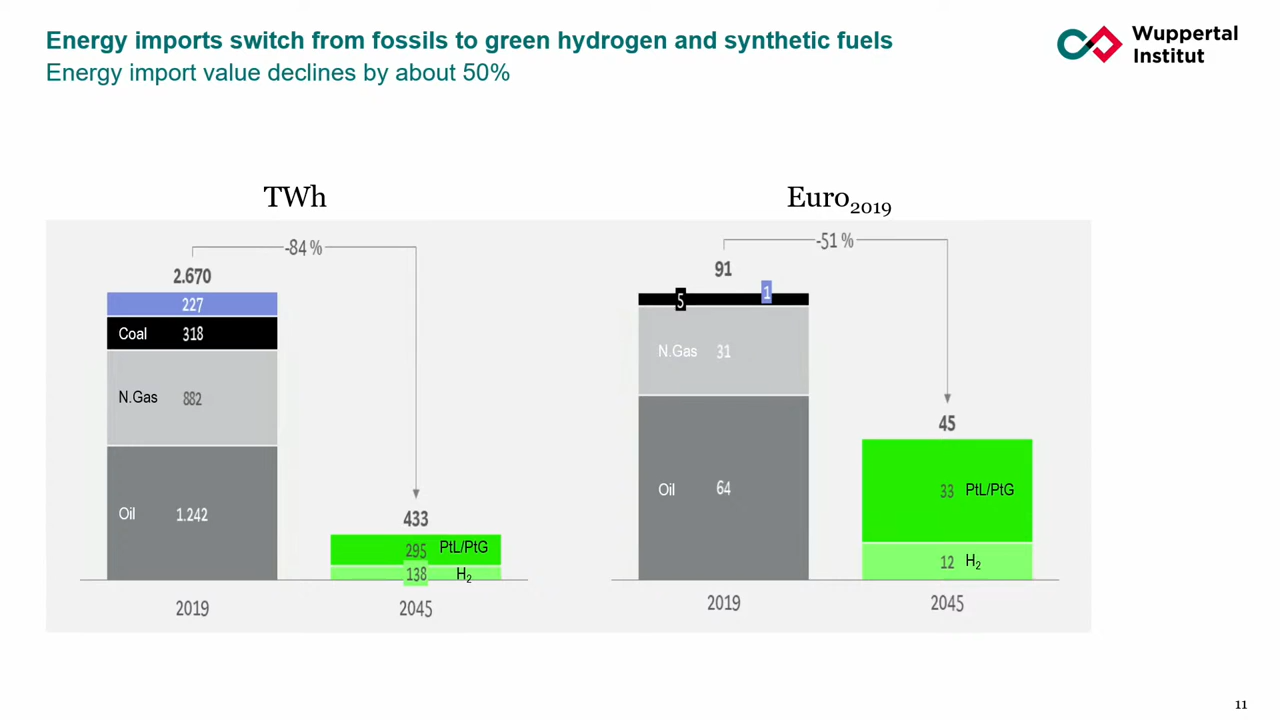 Energy imports switch from fossils to green hydrogen and synthetic fuels
Energy import value declines by about 50%
Wuppertal
Institut
TWh
-84 %
2.670
227
Coal 318
N.Gas 882
Oil 1.242
433
295 PtL/PtG
138 H₂
2019 2045
Euro₂₀₁₉
-51 %
91
5 1
N.Gas 31
Oil 64
45
33 PtL/PtG
12 H₂
2019 2045
11